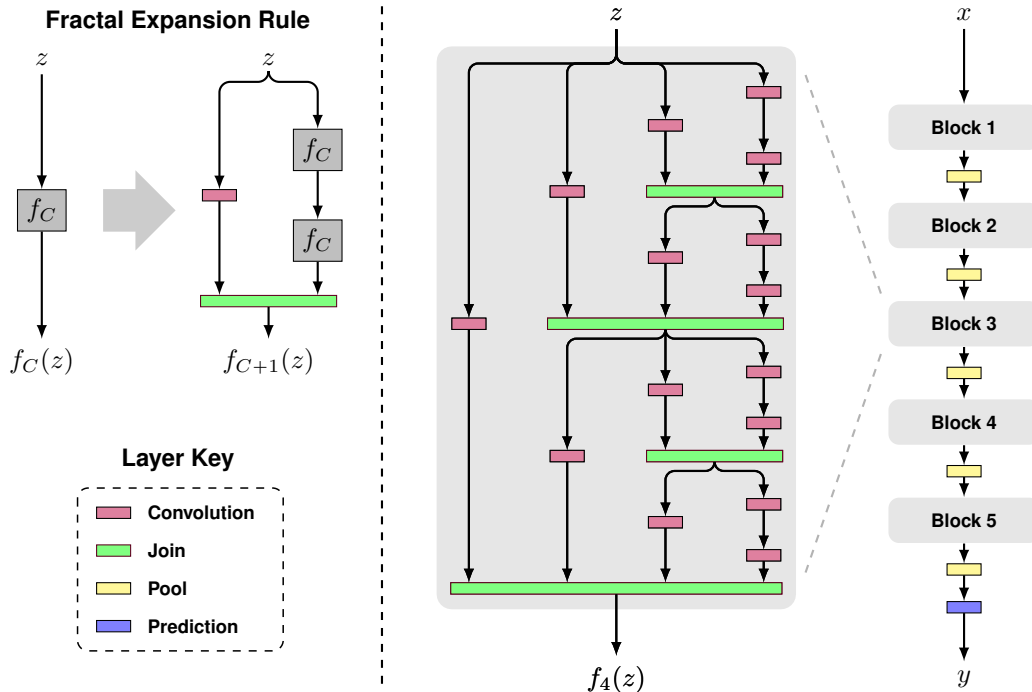 Fractal Expansion Rule
z
z
f_C
f_C
f_C
f_C(z)
f_{C+1}(z)
Layer Key
Convolution
Join
Pool
Prediction
z
f_4(z)
x
Block 1
Block 2
Block 3
Block 4
Block 5
y